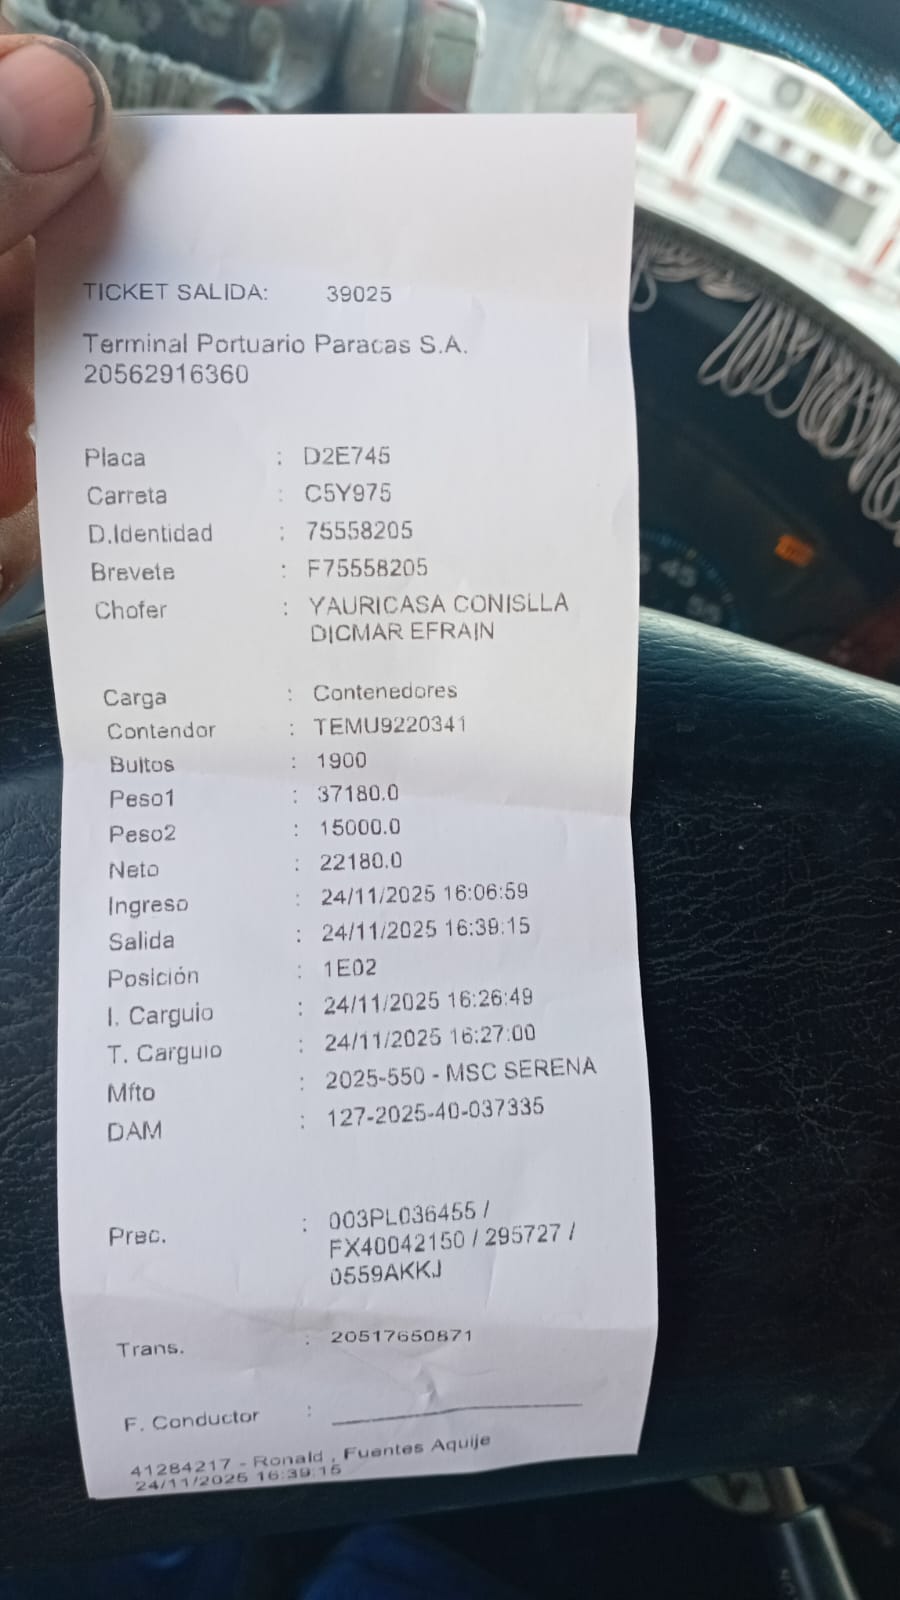 TICKET SALIDA: 39025
Terminal Portuario Paracas S.A.
20562916360
Placa : D2E745
Carreta : C5Y975
D.Identidad : 75558205
Brevete : F75558205
Chofer : YAURICASA CONISLLA
DICMAR EFRAIN
Carga : Contenedores
Contendor : TEMU9220341
Bultos : 1900
Peso1 : 37180.0
Peso2 : 15000.0
Neto : 22180.0
Ingreso : 24/11/2025 16:06:59
Salida : 24/11/2025 16:39:15
Posición : 1E02
I. Carguio : 24/11/2025 16:26:49
T. Carguio : 24/11/2025 16:27:00
Mfto : 2025-550 - MSC SERENA
DAM : 127-2025-40-037335
Prec. : 003PL036455 /
FX40042150 / 295727 /
0559AKKJ
Trans. : 20517650871
F. Conductor :
41284217 - Ronald , Fuentes Aquije
24/11/2025 16:39:15
45